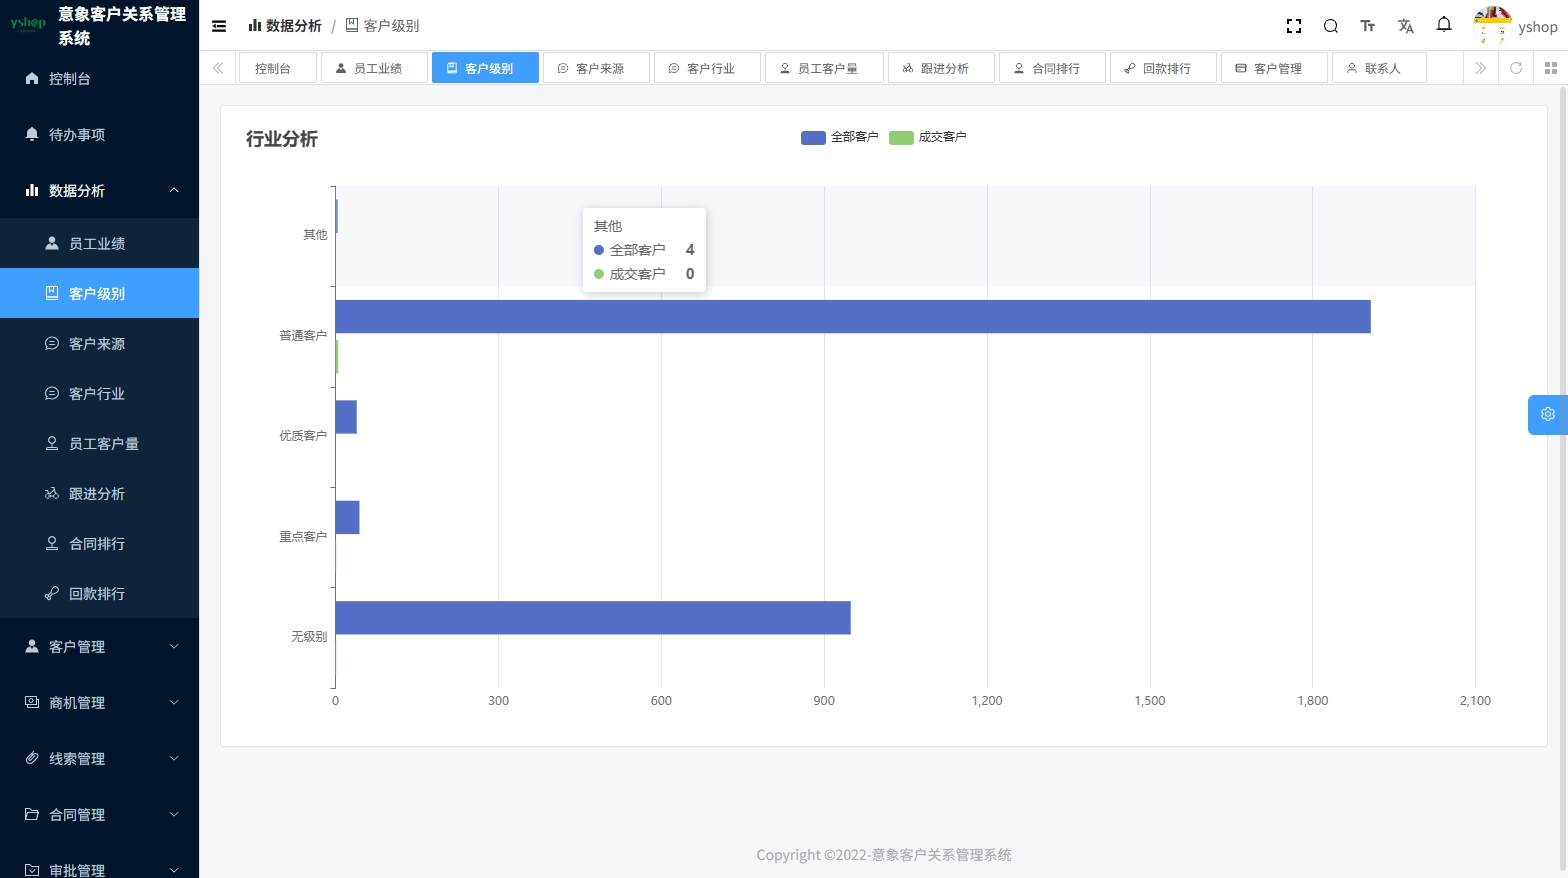 yshop
意象客户关系管理
系统
控制台
待办事项
数据分析
员工业绩
客户级别
客户来源
客户行业
员工客户量
跟进分析
合同排行
回款排行
客户管理
商机管理
线索管理
合同管理
审批管理
数据分析 / 客户级别
yshop
控制台 员工业绩 客户级别 客户来源 客户行业 员工客户量 跟进分析 合同排行 回款排行 客户管理 联系人
行业分析
全部客户 成交客户
其他
普通客户
优质客户
重点客户
无级别
其他
全部客户 4
成交客户 0
0 300 600 900 1,200 1,500 1,800 2,100
Copyright ©2022-意象客户关系管理系统